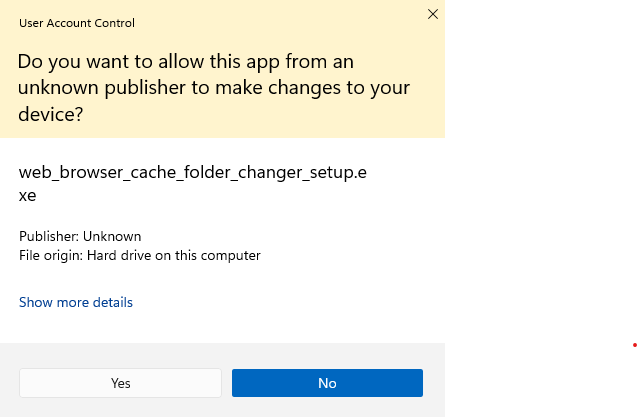 User Account Control
Do you want to allow this app from an
unknown publisher to make changes to your
device?
web_browser_cache_folder_changer_setup.e
xe
Publisher: Unknown
File origin: Hard drive on this computer
Show more details
Yes
No